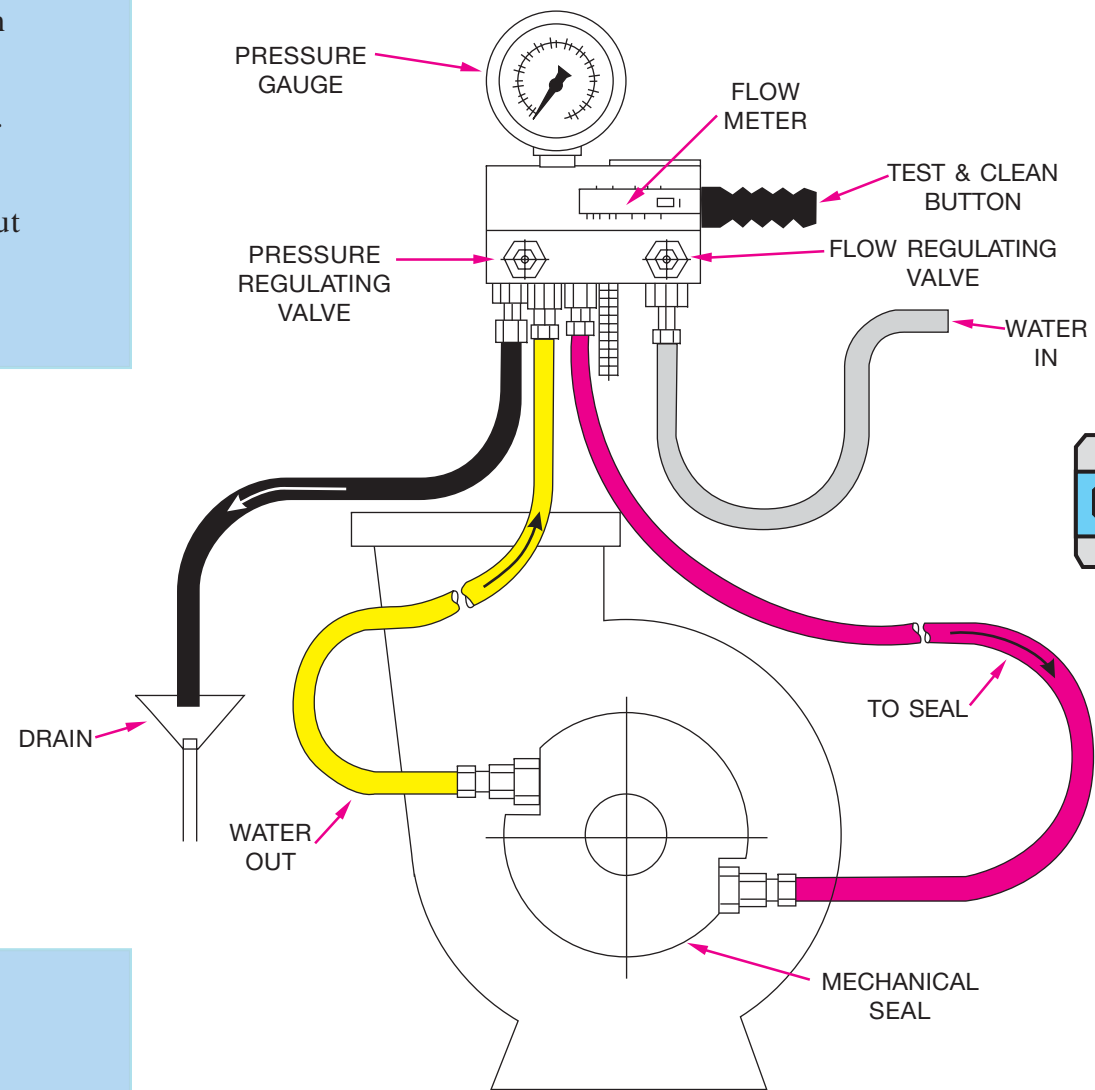 PRESSURE
GAUGE
FLOW
METER
TEST & CLEAN
BUTTON
PRESSURE
REGULATING
VALVE
FLOW REGULATING
VALVE
WATER
IN
TO SEAL
DRAIN
WATER
OUT
MECHANICAL
SEAL